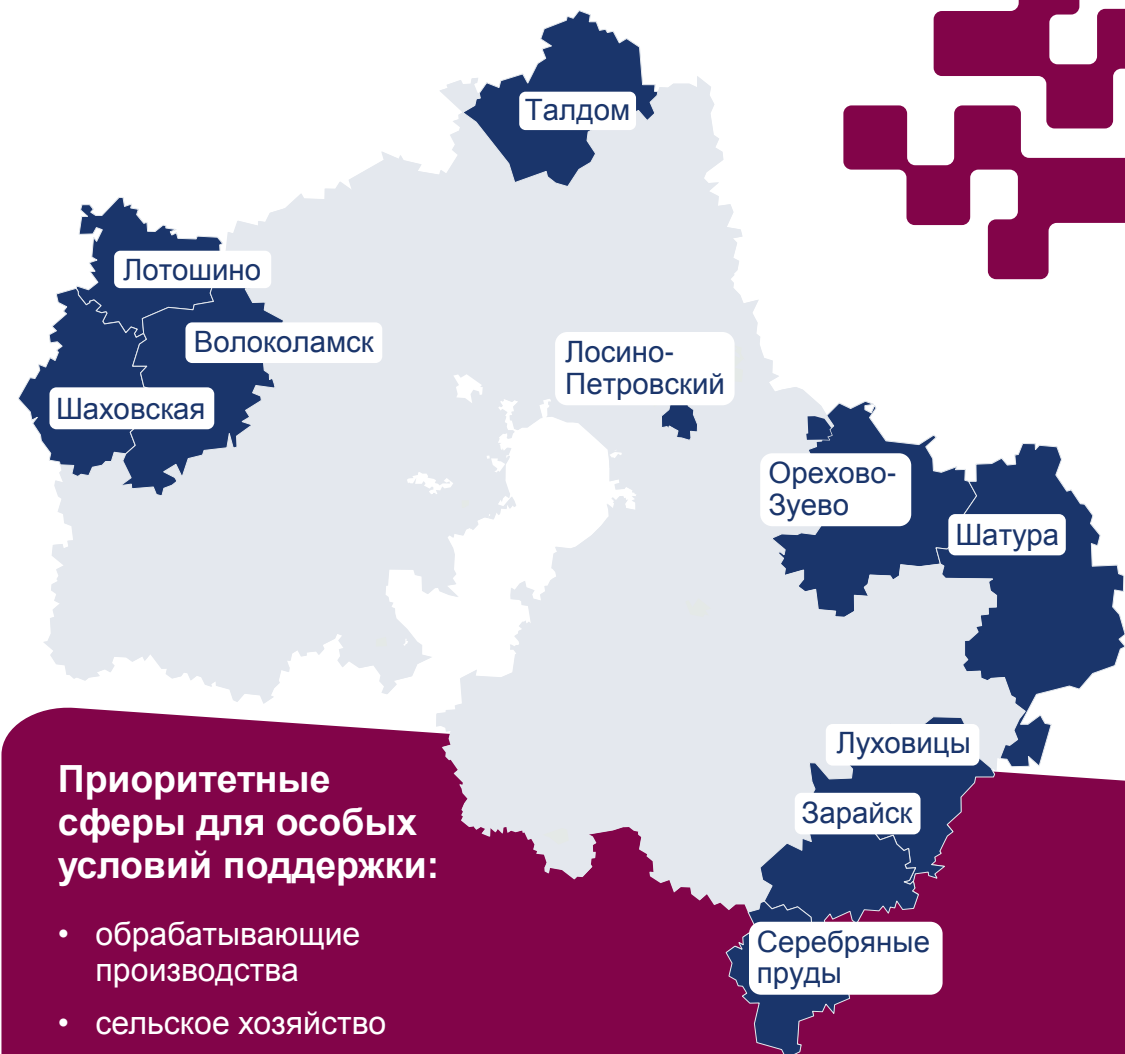 Талдом
Лотошино
Волоколамск
Лосино-
Петровский
Шаховская
Орехово-
Зуево
Шатура
Луховицы
Зарайск
Серебряные
пруды
Приоритетные
сферы для особых
условий поддержки:
• обрабатывающие
производства
• сельское хозяйство